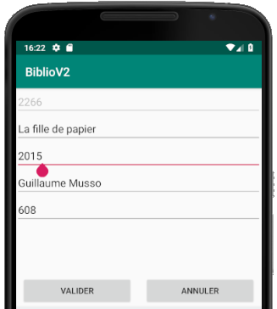 16:22
BiblioV2
2266
La fille de papier
2015
Guillaume Musso
608
VALIDER ANNULER